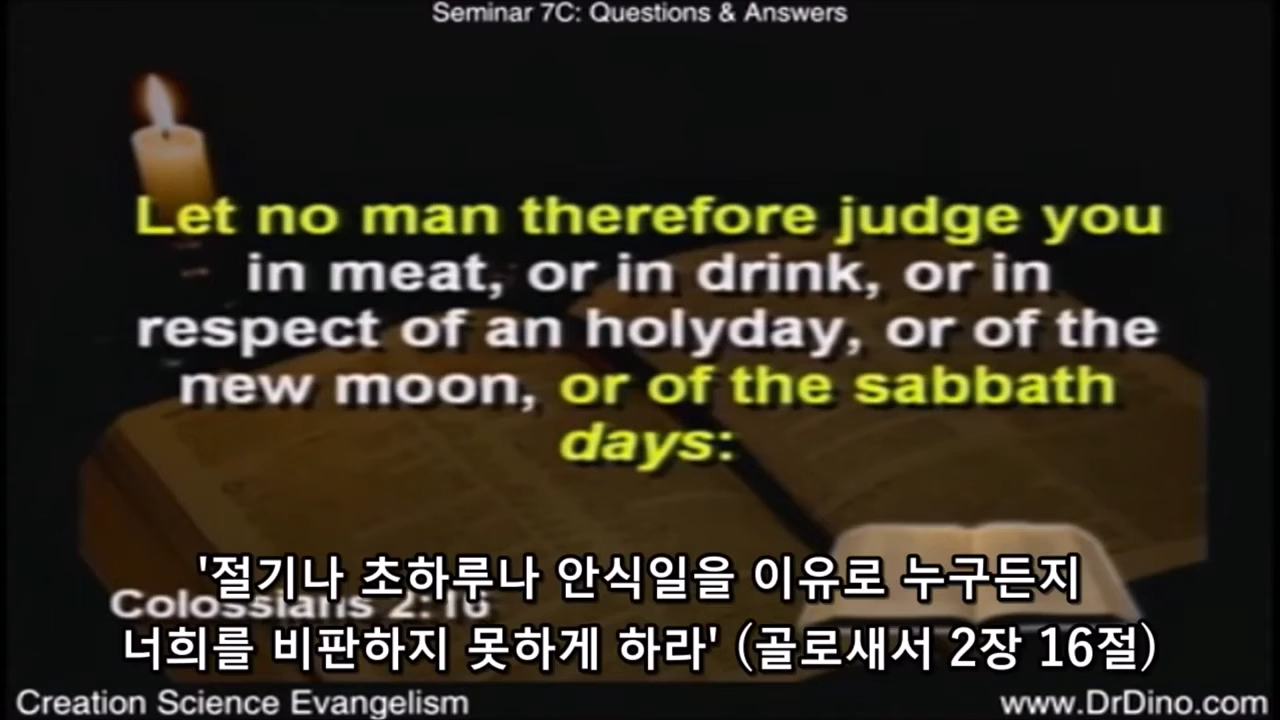 Seminar 7C: Questions & Answers
Let no man therefore judge you
in meat, or in drink, or in
respect of an holyday, or of the
new moon, or of the sabbath
days:
'절기나 초하루나 안식일을 이유로 누구든지
Colossians 2:16
너희를 비판하지 못하게 하라' (골로새서 2장 16절)
Creation Science Evangelism
www.DrDino.com